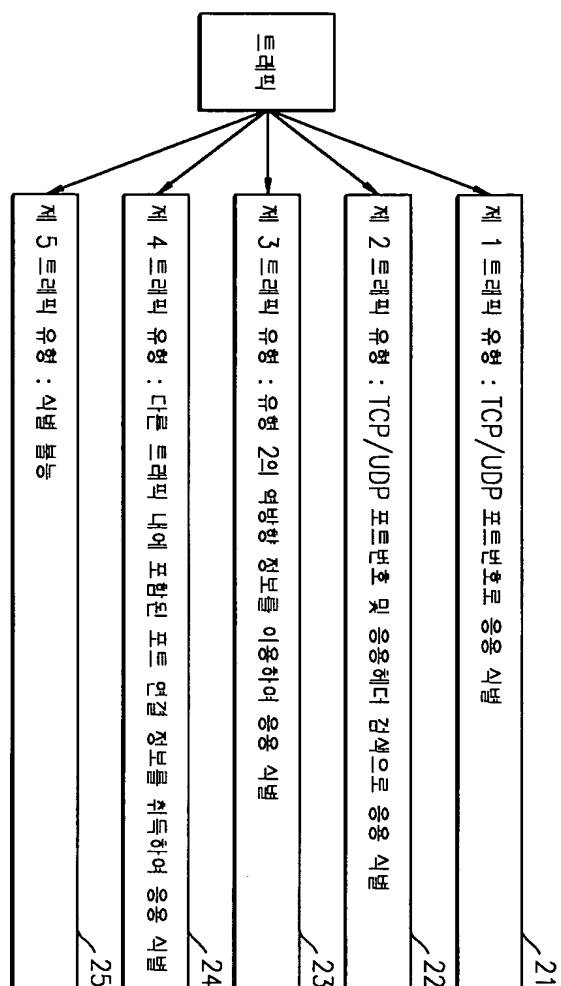 트래픽
제 1 트래픽 유형 : TCP/UDP 포트번호로 응용 식별
21
제 2 트래픽 유형 : TCP/UDP 포트번호 및 응용헤더 검색으로 응용 식별
22
제 3 트래픽 유형 : 유형 2의 역방향 정보를 이용하여 응용 식별
23
제 4 트래픽 유형 : 다른 트래픽 내에 포함된 포트 연결 정보를 취득하여 응용 식별
24
제 5 트래픽 유형 : 식별 불능
25